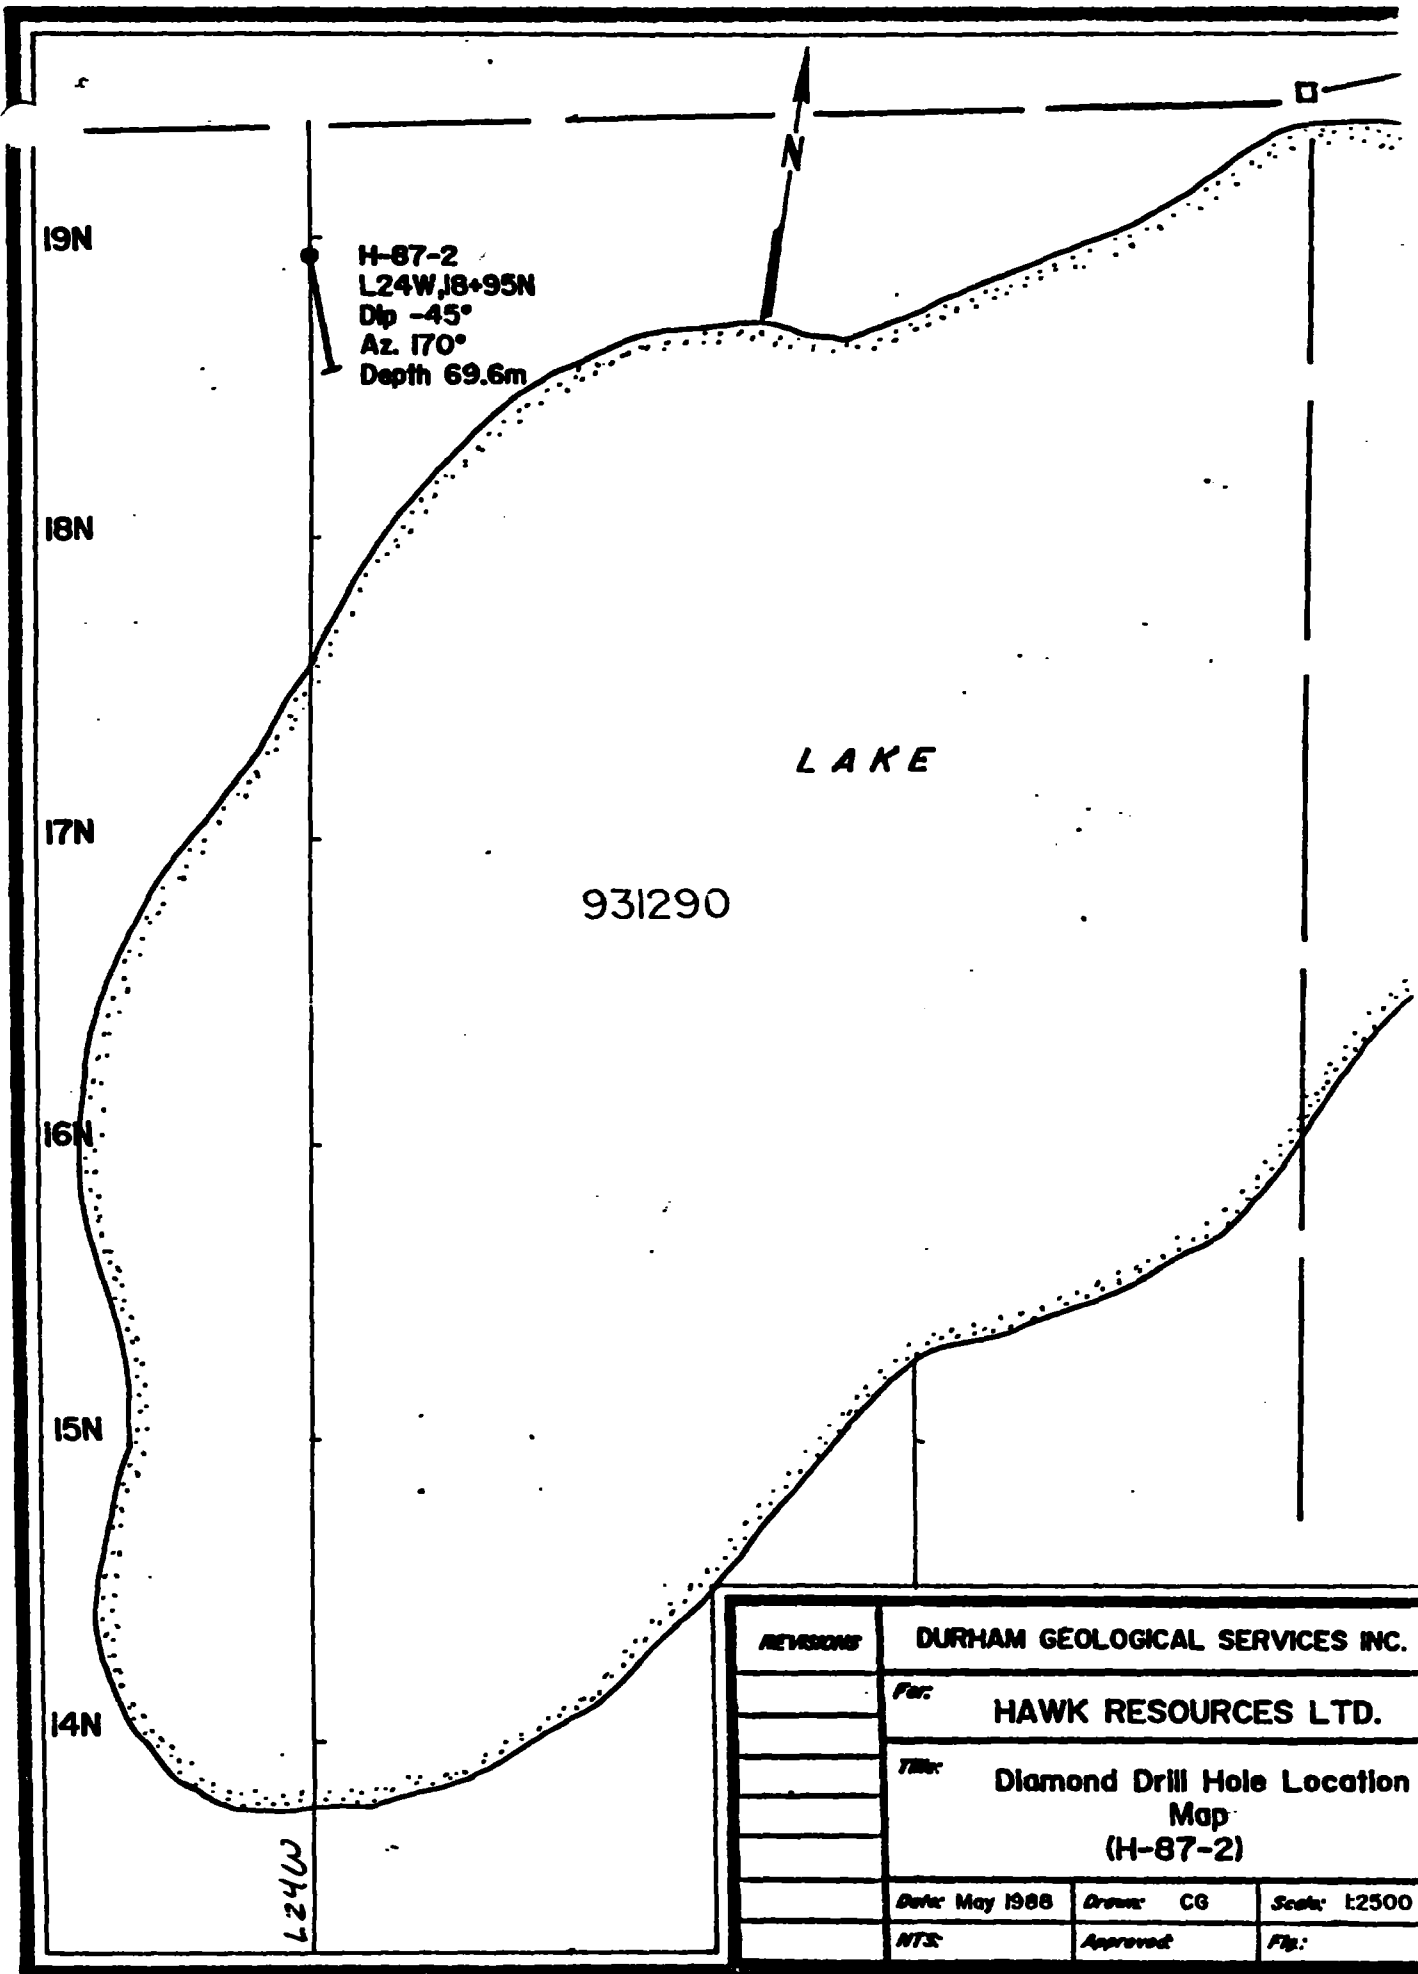 N
19N
H-87-2
L24W,18+95N
Dip -45°
Az. 170°
Depth 69.6m
18N
LAKE
17N
931290
16N
15N
14N
L24W
REVISIONS
DURHAM GEOLOGICAL SERVICES INC.
For:
HAWK RESOURCES LTD.
Title:
Diamond Drill Hole Location
Map
(H-87-2)
Date: May 1988
Drawn: CG
Scale: 1:2500
NTS:
Approved:
Fig.: